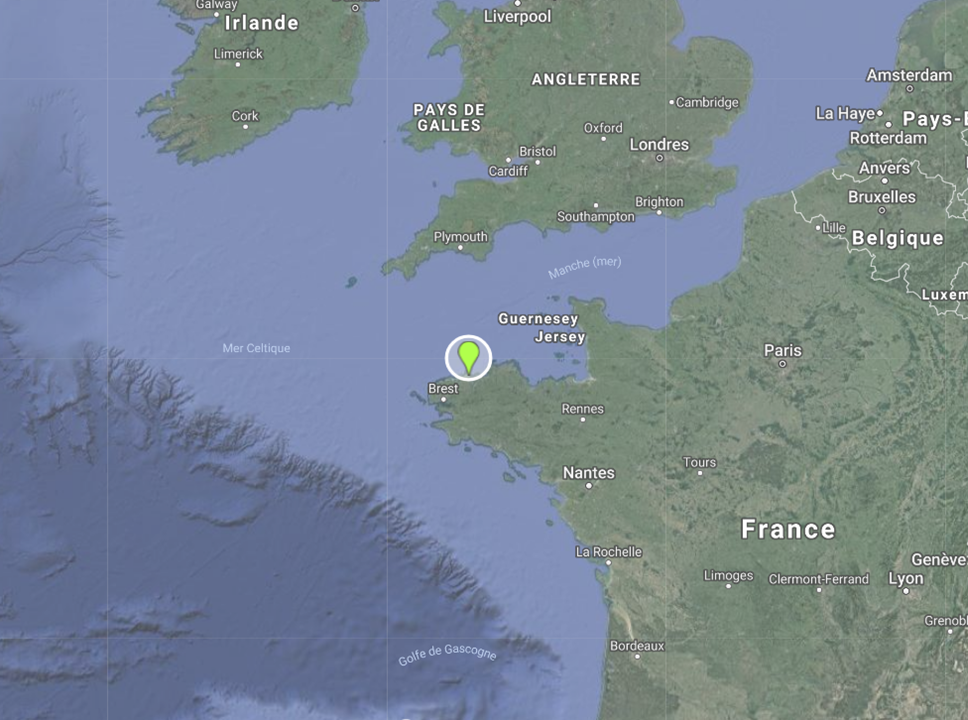 Galway
Irlande
Liverpool
Limerick
ANGLETERRE
Amsterdam
Cork
PAYS DE
GALLES
Cambridge
La Haye
Pays-B
Oxford
Rotterdam
Londres
Bristol
Cardiff
Anvers
Bruxelles
Brighton
Southampton
Plymouth
Lille
Belgique
Manche (mer)
Luxem
Guernesey
Jersey
Mer Celtique
Paris
Brest
Rennes
Tours
Nantes
France
La Rochelle
Genève
Limoges
Clermont-Ferrand
Lyon
Grenobl
Bordeaux
Golfe de Gascogne